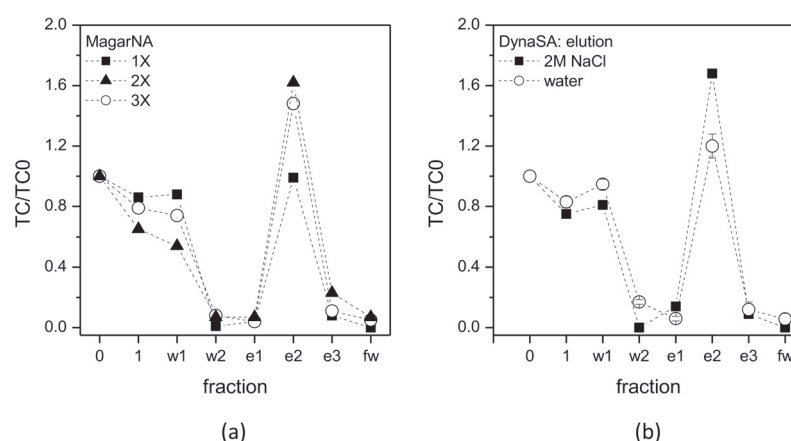 MagarNA
1X
2X
3X
2.0
1.6
1.2
0.8
0.4
0.0
TC/TC0
0 1 w1 w2 e1 e2 e3 fw
fraction
(a)
DynaSA: elution
2M NaCl
water
2.0
1.6
1.2
0.8
0.4
0.0
TC/TC0
0 1 w1 w2 e1 e2 e3 fw
fraction
(b)